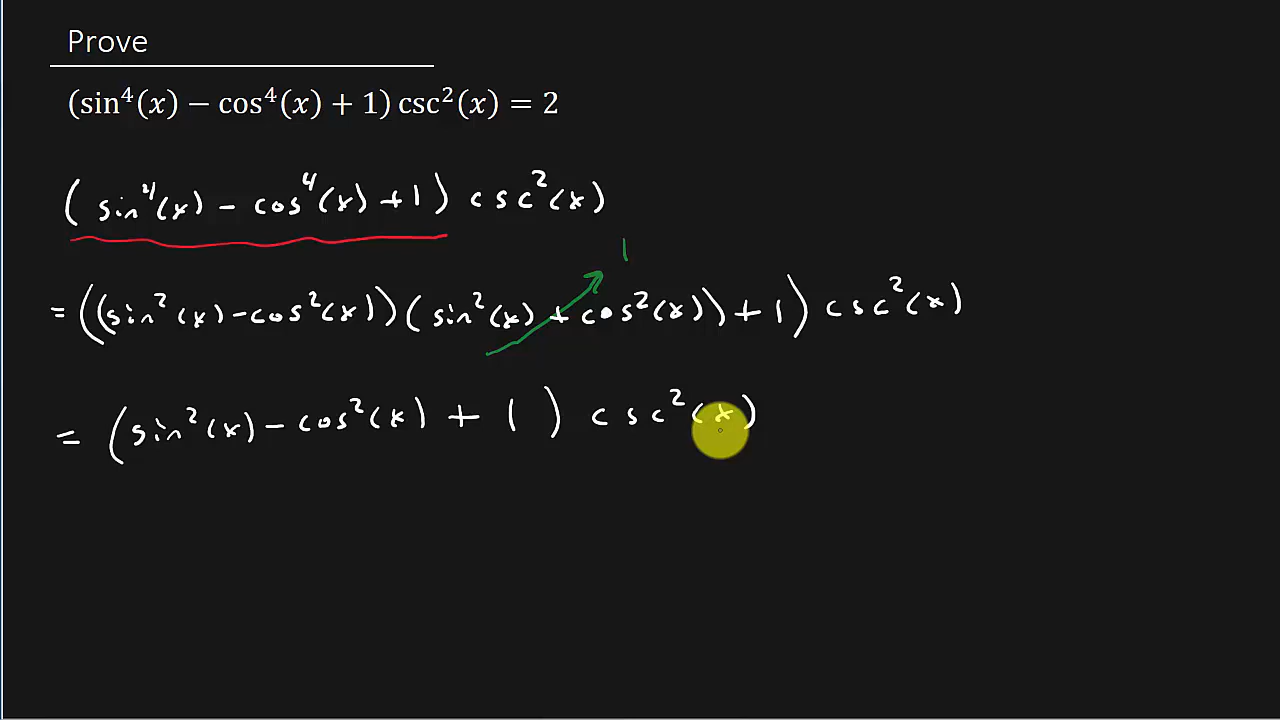 Prove
(sin⁴(x) − cos⁴(x) + 1) csc²(x) = 2
(sin⁴(x) − cos⁴(x) + 1) csc²(x)
1
= ((sin²(x) − cos²(x))(sin²(x) + cos²(x)) + 1) csc²(x)
= (sin²(x) − cos²(x) + 1) csc²(x)